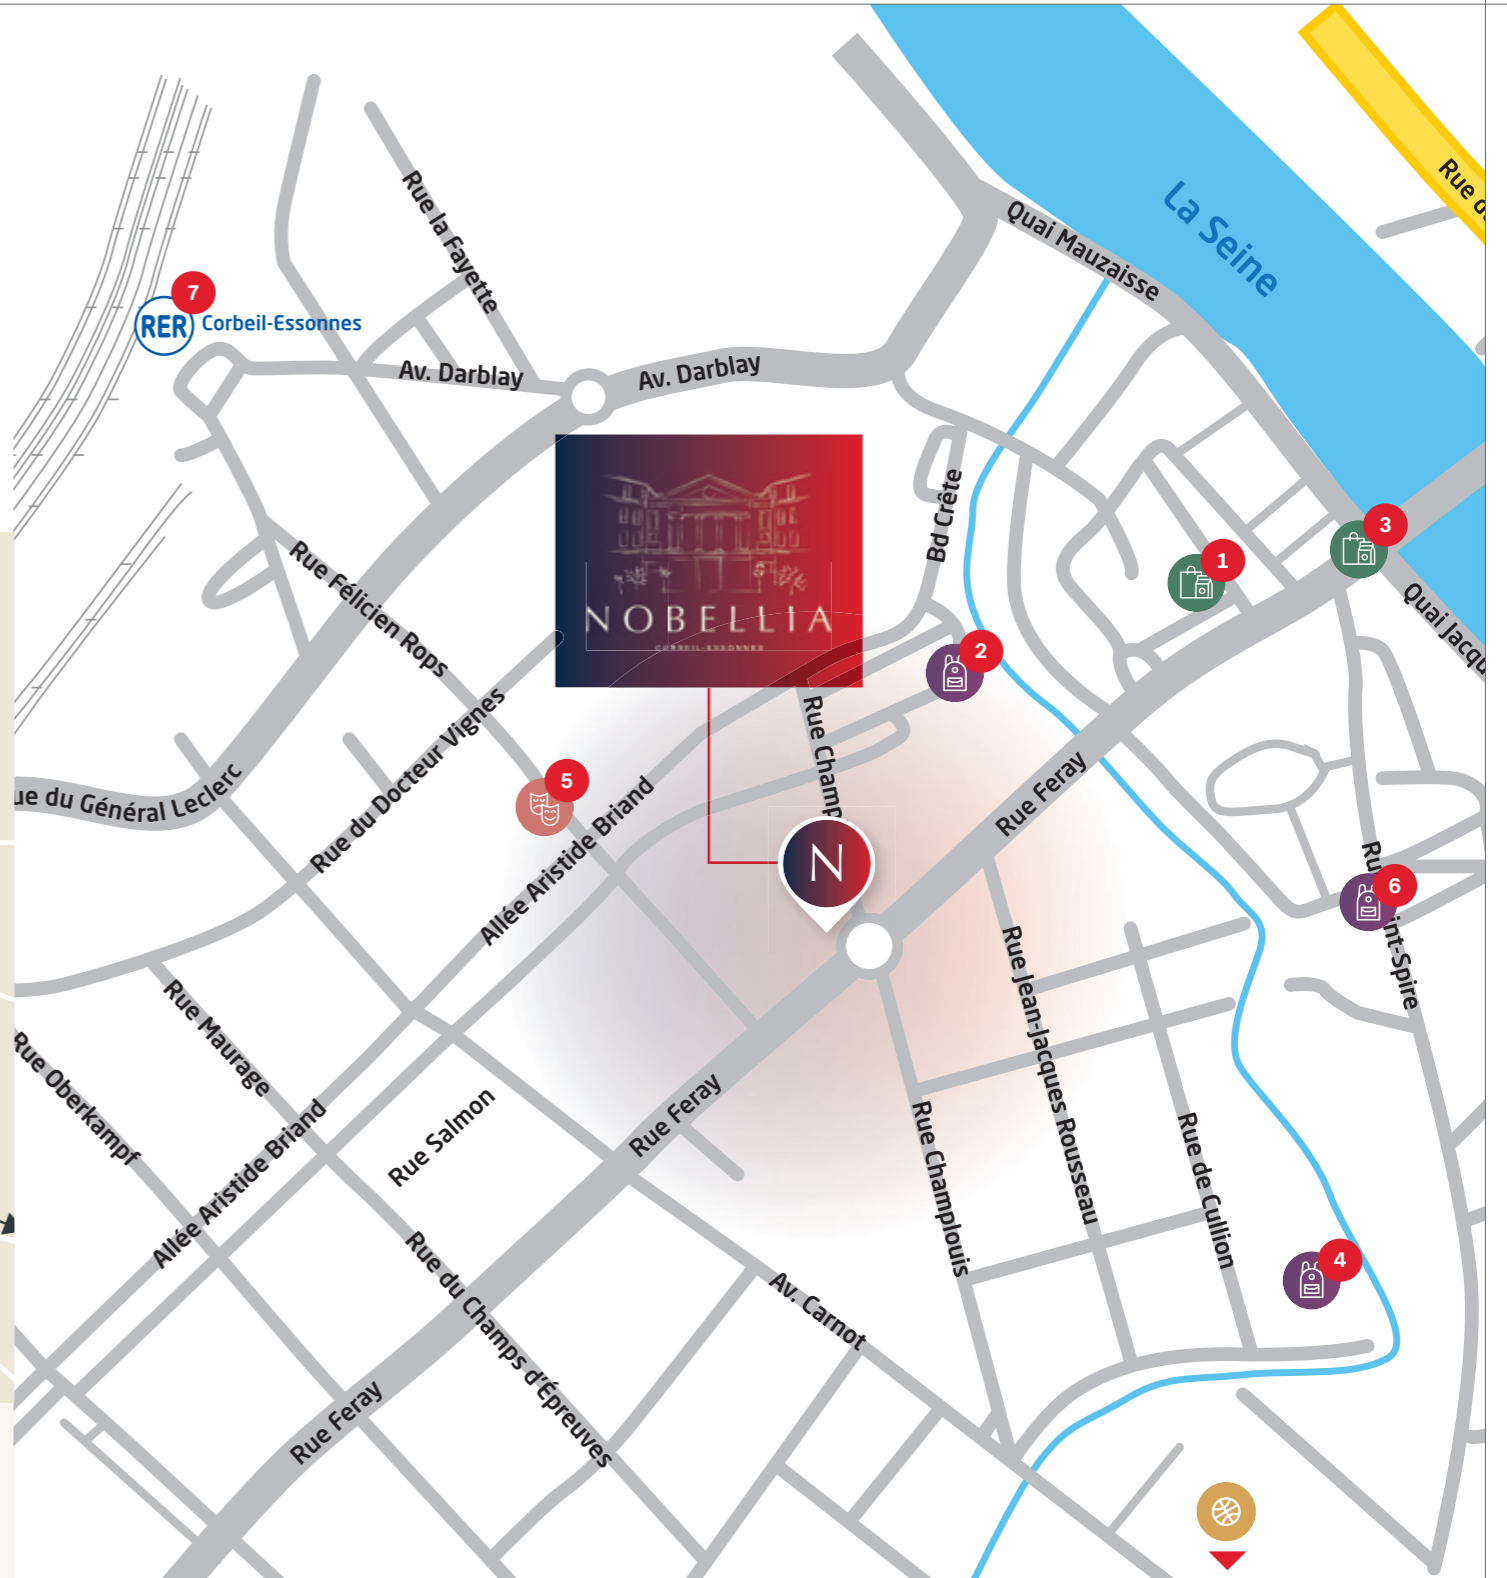 Rue d
La Seine
Rue la Fayette
Quai Mauzaisse
7
RER
Corbeil-Essonnes
Av. Darblay
Av. Darblay
Bd Crête
3
1
Rue Félicien Rops
NOBELLIA
CORBEIL-ESSONNES
2
Quai Jacqu
Rue Champ
Rue du Docteur Vignes
5
ue du Général Leclerc
Rue Feray
Allée Aristide Briand
N
Ru
6
int-Spire
Rue Jean-Jacques Rousseau
Rue Maurage
Rue Oberkampf
Rue Salmon
Rue Feray
Allée Aristide Briand
Rue Champlouis
Rue de Cullion
4
Rue du Champs d'Épreuves
Av. Carnot
Rue Feray